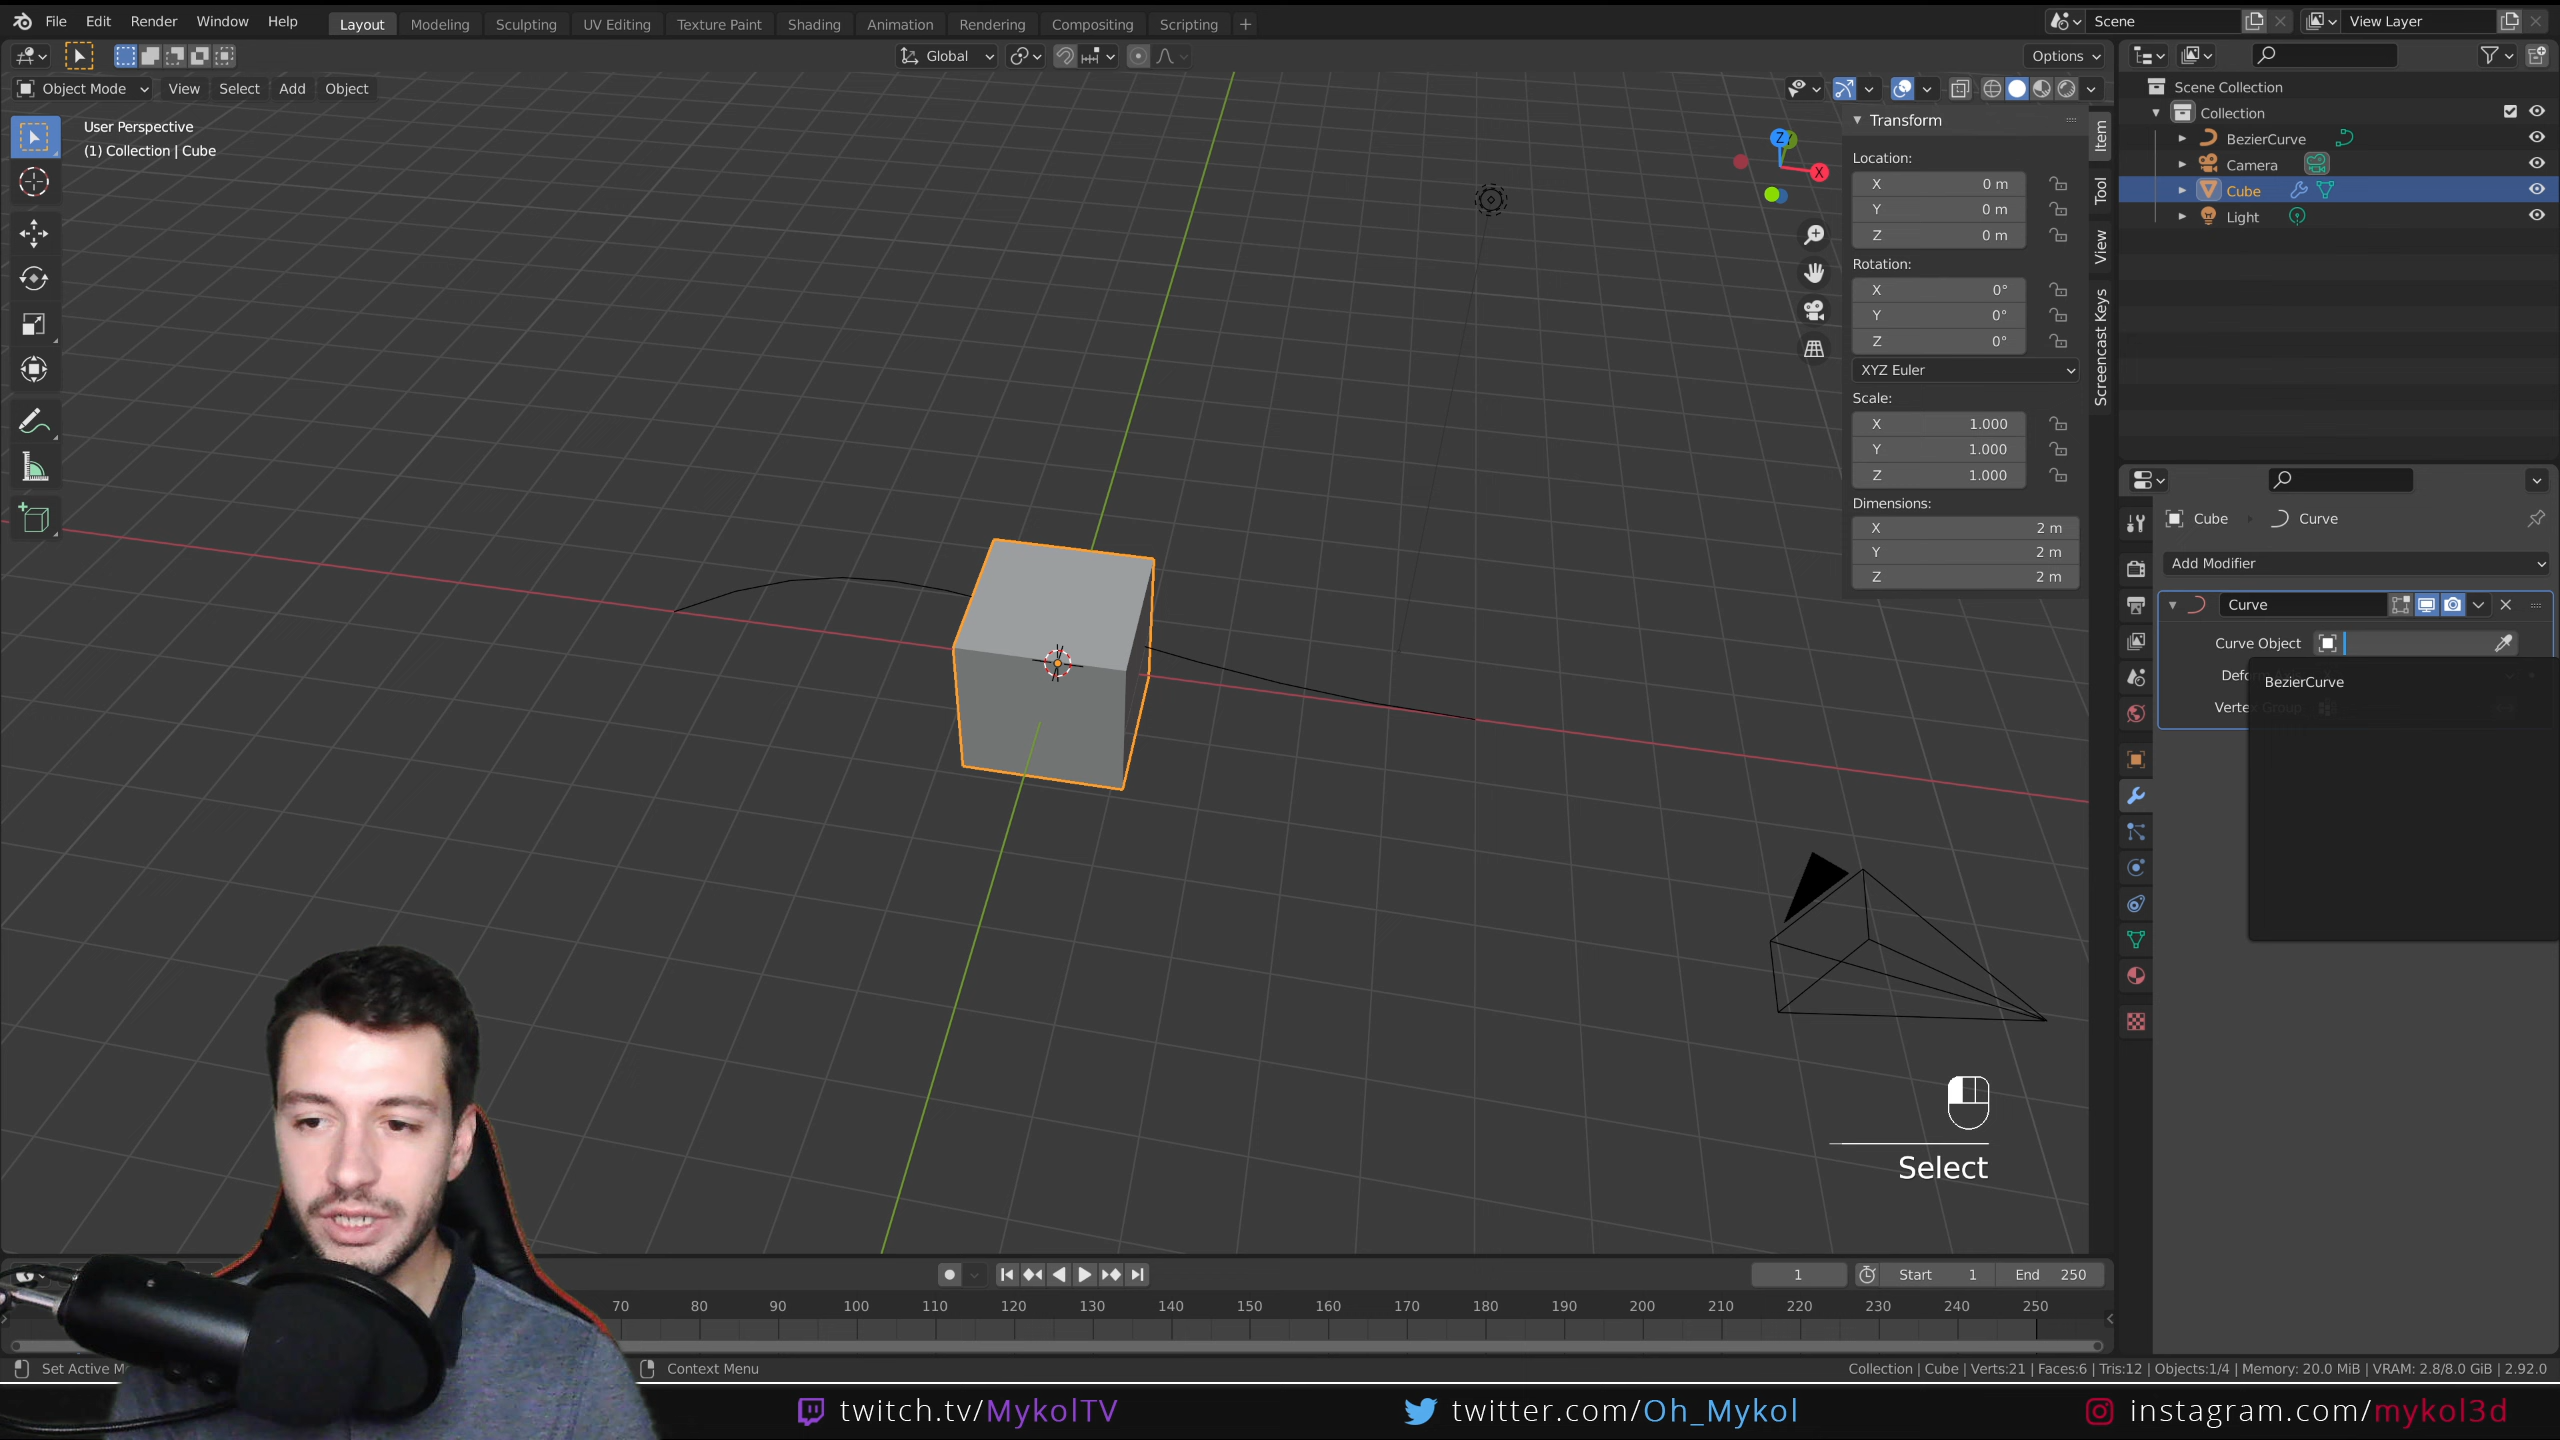 File Edit Render Window Help Layout Modeling Sculpting UV Editing Texture Paint Shading Animation Rendering Compositing Scripting + Scene View Layer
Global Options
Object Mode View Select Add Object
User Perspective
(1) Collection | Cube
Z
X
Transform
Location:
X 0 m
Y 0 m
Z 0 m
Rotation:
X 0°
Y 0°
Z 0°
XYZ Euler
Scale:
X 1.000
Y 1.000
Z 1.000
Dimensions:
X 2 m
Y 2 m
Z 2 m
Item
Tool
View
Screencast Keys
Scene Collection
Collection
BezierCurve
Camera
Cube
Light
Cube Curve
Add Modifier
Curve
Curve Object
Defo
BezierCurve
Vertex Group
Select
1 Start 1 End 250
70 80 90 100 110 120 130 140 150 160 170 180 190 200 210 220 230 240 250
Set Active M Context Menu Collection | Cube | Verts:21 | Faces:6 | Tris:12 | Objects:1/4 | Memory: 20.0 MiB | VRAM: 2.8/8.0 GiB | 2.92.0
twitch.tv/MykolTV twitter.com/Oh_Mykol instagram.com/mykol3d